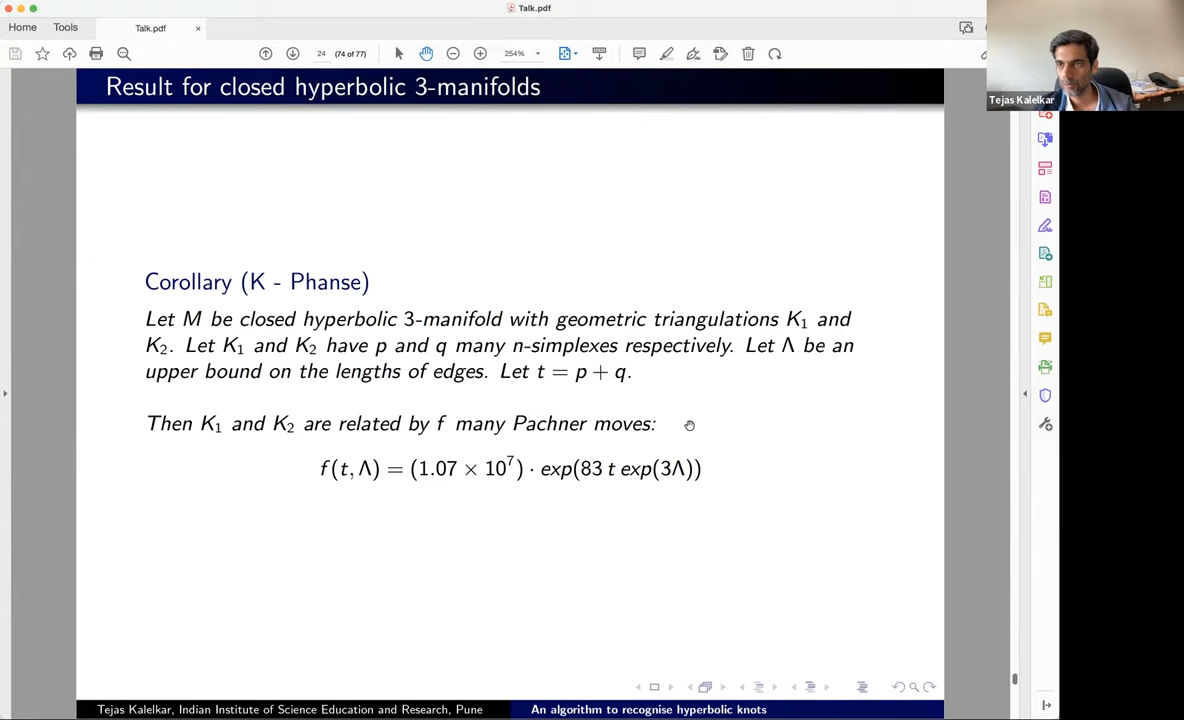 Talk.pdf
Home Tools Talk.pdf ×
24 (74 of 77) 254%
Tejas Kalelkar
Result for closed hyperbolic 3-manifolds
Corollary (K - Phanse)
Let M be closed hyperbolic 3-manifold with geometric triangulations K₁ and
K₂. Let K₁ and K₂ have p and q many n-simplexes respectively. Let Λ be an
upper bound on the lengths of edges. Let t = p + q.
Then K₁ and K₂ are related by f many Pachner moves:
f(t, Λ) = (1.07 × 10⁷) · exp(83 t exp(3Λ))
Tejas Kalelkar, Indian Institute of Science Education and Research, Pune An algorithm to recognise hyperbolic knots